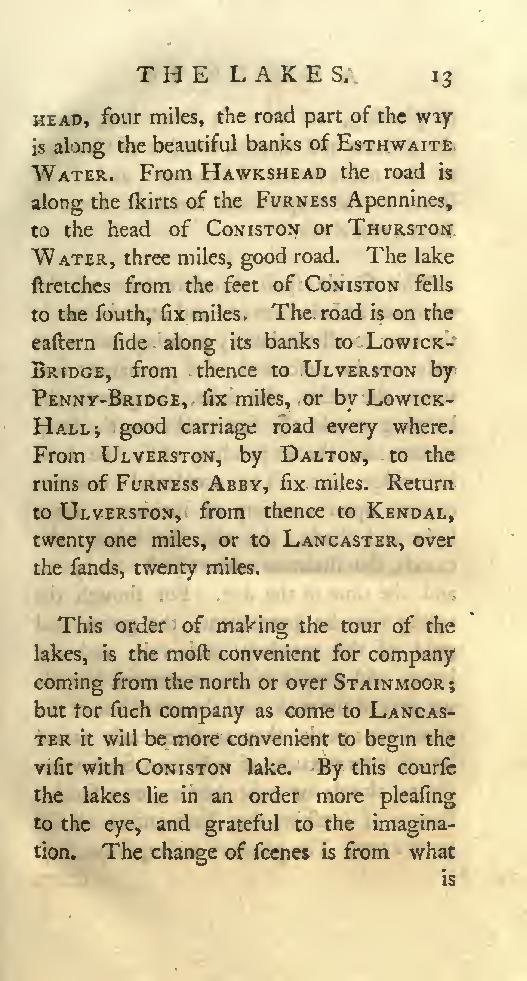 THE LAKES. 13
HEAD, four miles, the road part of the way
is along the beautiful banks of ESTHWAITE
WATER. From HAWKSHEAD the road is
along the ſkirts of the FURNESS Apennines,
to the head of CONISTON or THURSTON
WATER, three miles, good road. The lake
ſtretches from the feet of CONISTON fells
to the ſouth, ſix miles. The road is on the
eaſtern ſide along its banks to LOWICK-
BRIDGE, from thence to ULVERSTON by
PENNY-BRIDGE, ſix miles, or by LOWICK-
HALL; good carriage road every where.
From ULVERSTON, by DALTON, to the
ruins of FURNESS ABBY, ſix miles. Return
to ULVERSTON, from thence to KENDAL,
twenty one miles, or to LANCASTER, over
the ſands, twenty miles.
This order of making the tour of the
lakes, is the moſt convenient for company
coming from the north or over STAINMOOR;
but for ſuch company as come to LANCAS-
TER it will be more convenient to begin the
viſit with CONISTON lake. By this courſe
the lakes lie in an order more pleaſing
to the eye, and grateful to the imagina-
tion. The change of ſcenes is from what
is